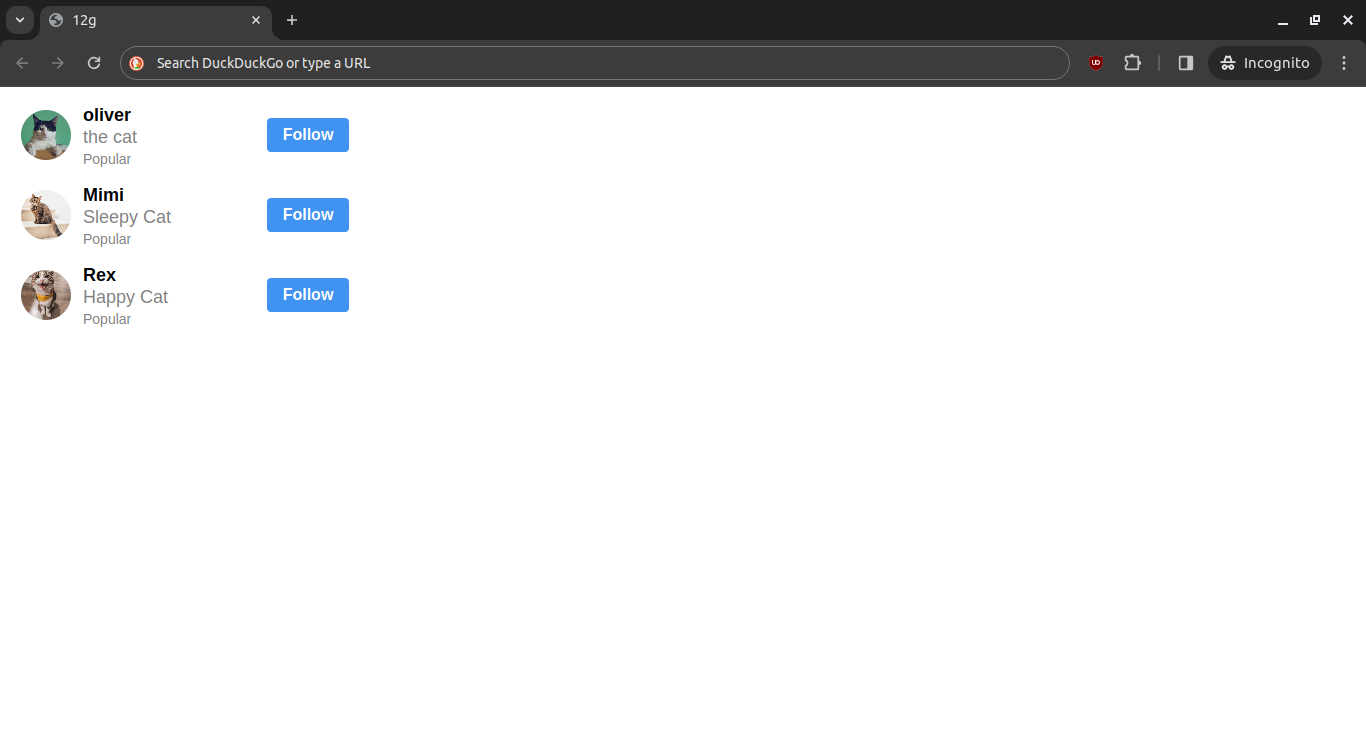 12g
Search DuckDuckGo or type a URL
Incognito
oliver
the cat
Popular
Follow
Mimi
Sleepy Cat
Popular
Follow
Rex
Happy Cat
Popular
Follow